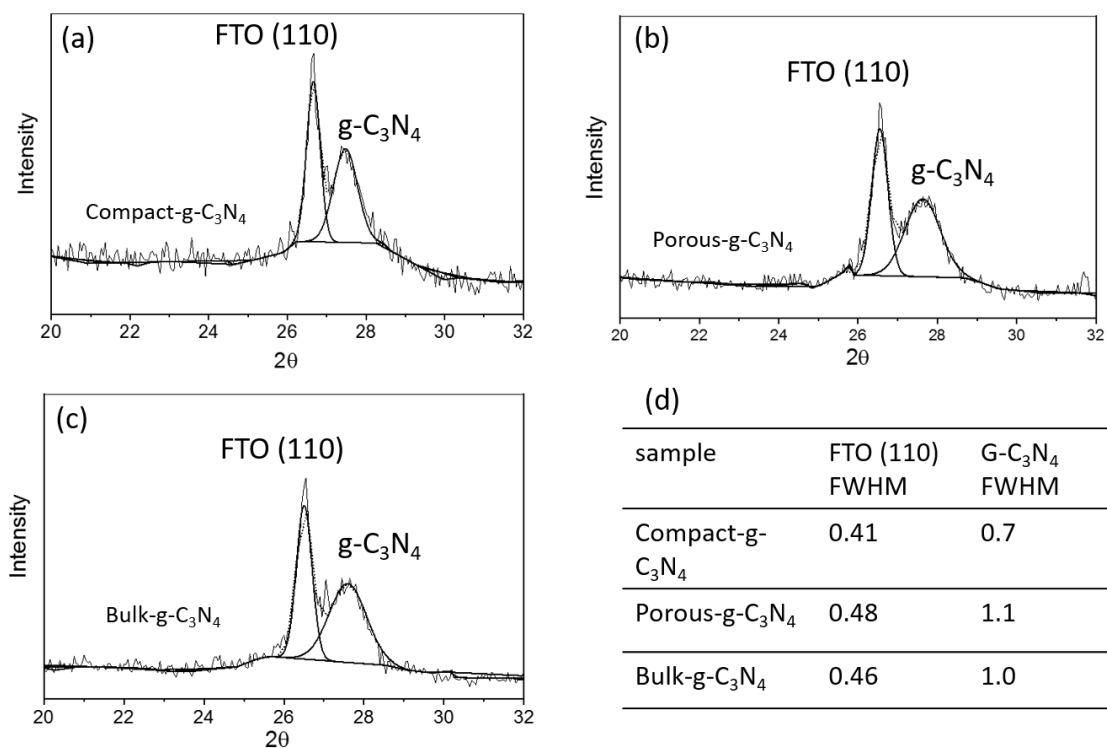 (a)
FTO (110)
g-C₃N₄
Compact-g-C₃N₄
Intensity
20 22 24 26 28 30 32
2θ
(b)
FTO (110)
g-C₃N₄
Porous-g-C₃N₄
Intensity
20 22 24 26 28 30 32
2θ
(c)
FTO (110)
g-C₃N₄
Bulk-g-C₃N₄
Intensity
20 22 24 26 28 30 32
2θ
(d)
sample FTO (110) G-C₃N₄
FWHM FWHM
Compact-g- 0.41 0.7
C₃N₄
Porous-g-C₃N₄ 0.48 1.1
Bulk-g-C₃N₄ 0.46 1.0